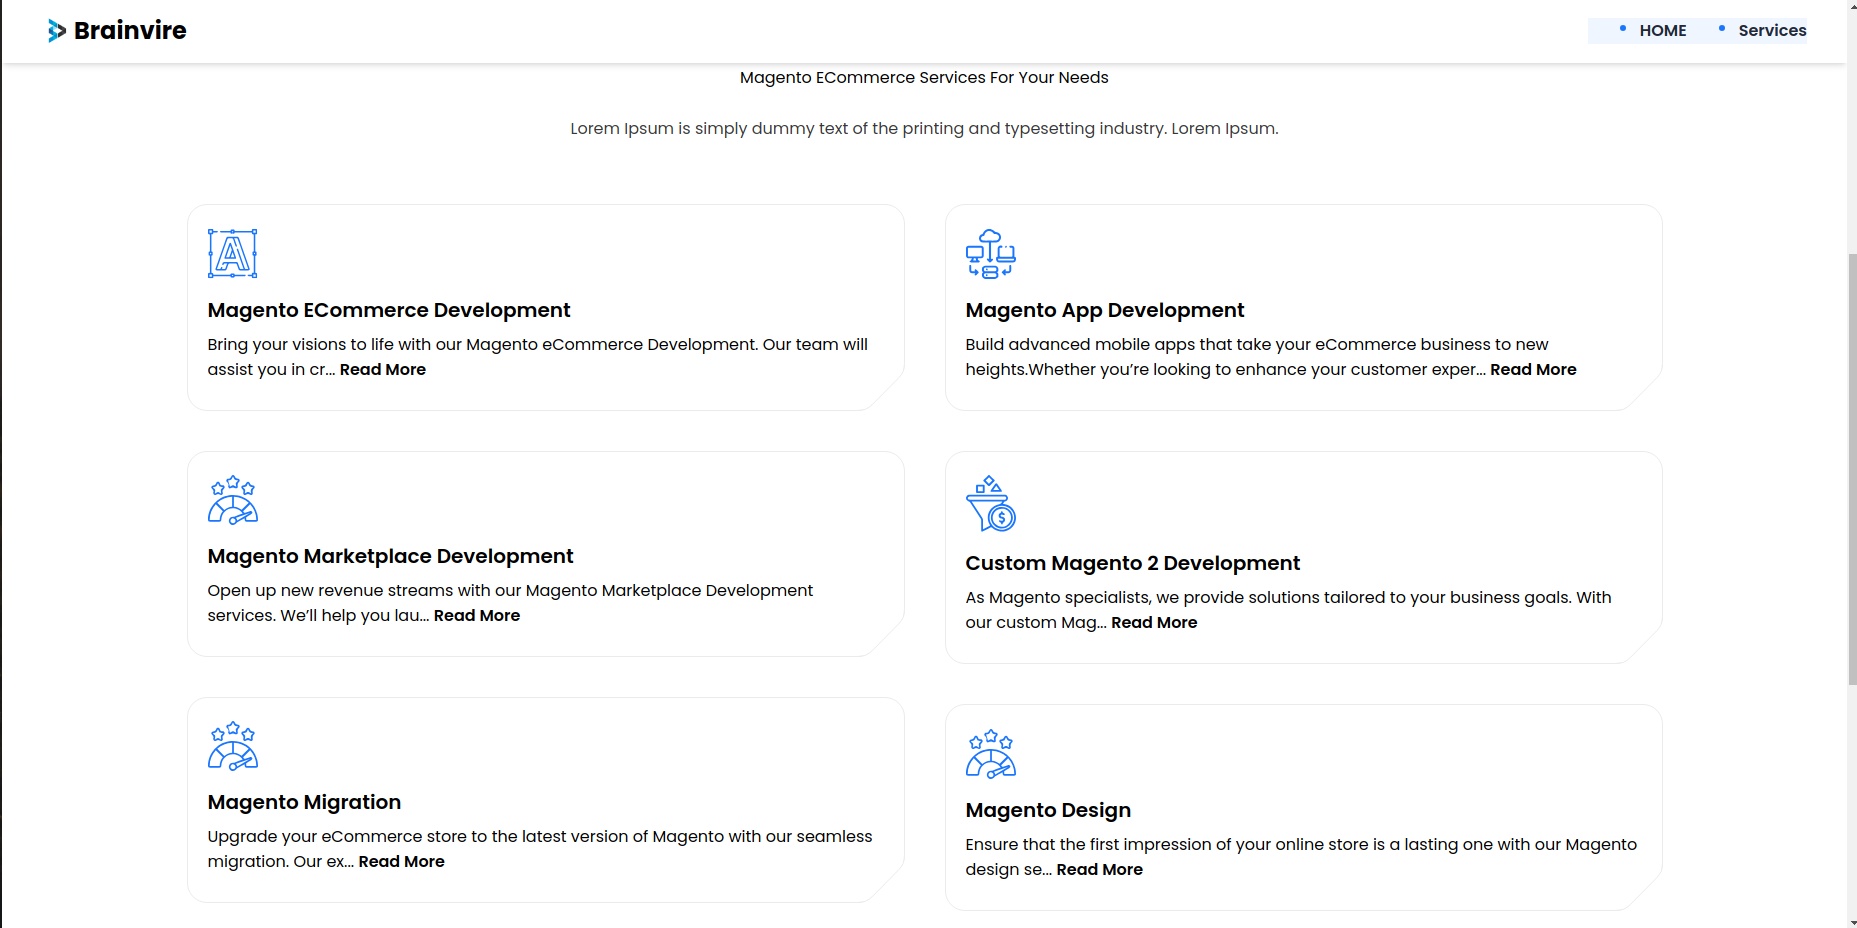 Brainvire
HOME
Services
Magento ECommerce Services For Your Needs
Lorem Ipsum is simply dummy text of the printing and typesetting industry. Lorem Ipsum.
A
Magento ECommerce Development
Bring your visions to life with our Magento eCommerce Development. Our team will
assist you in cr... Read More
Magento App Development
Build advanced mobile apps that take your eCommerce business to new
heights.Whether you’re looking to enhance your customer exper... Read More
Magento Marketplace Development
Open up new revenue streams with our Magento Marketplace Development
services. We’ll help you lau... Read More
$
Custom Magento 2 Development
As Magento specialists, we provide solutions tailored to your business goals. With
our custom Mag... Read More
Magento Migration
Upgrade your eCommerce store to the latest version of Magento with our seamless
migration. Our ex... Read More
Magento Design
Ensure that the first impression of your online store is a lasting one with our Magento
design se... Read More